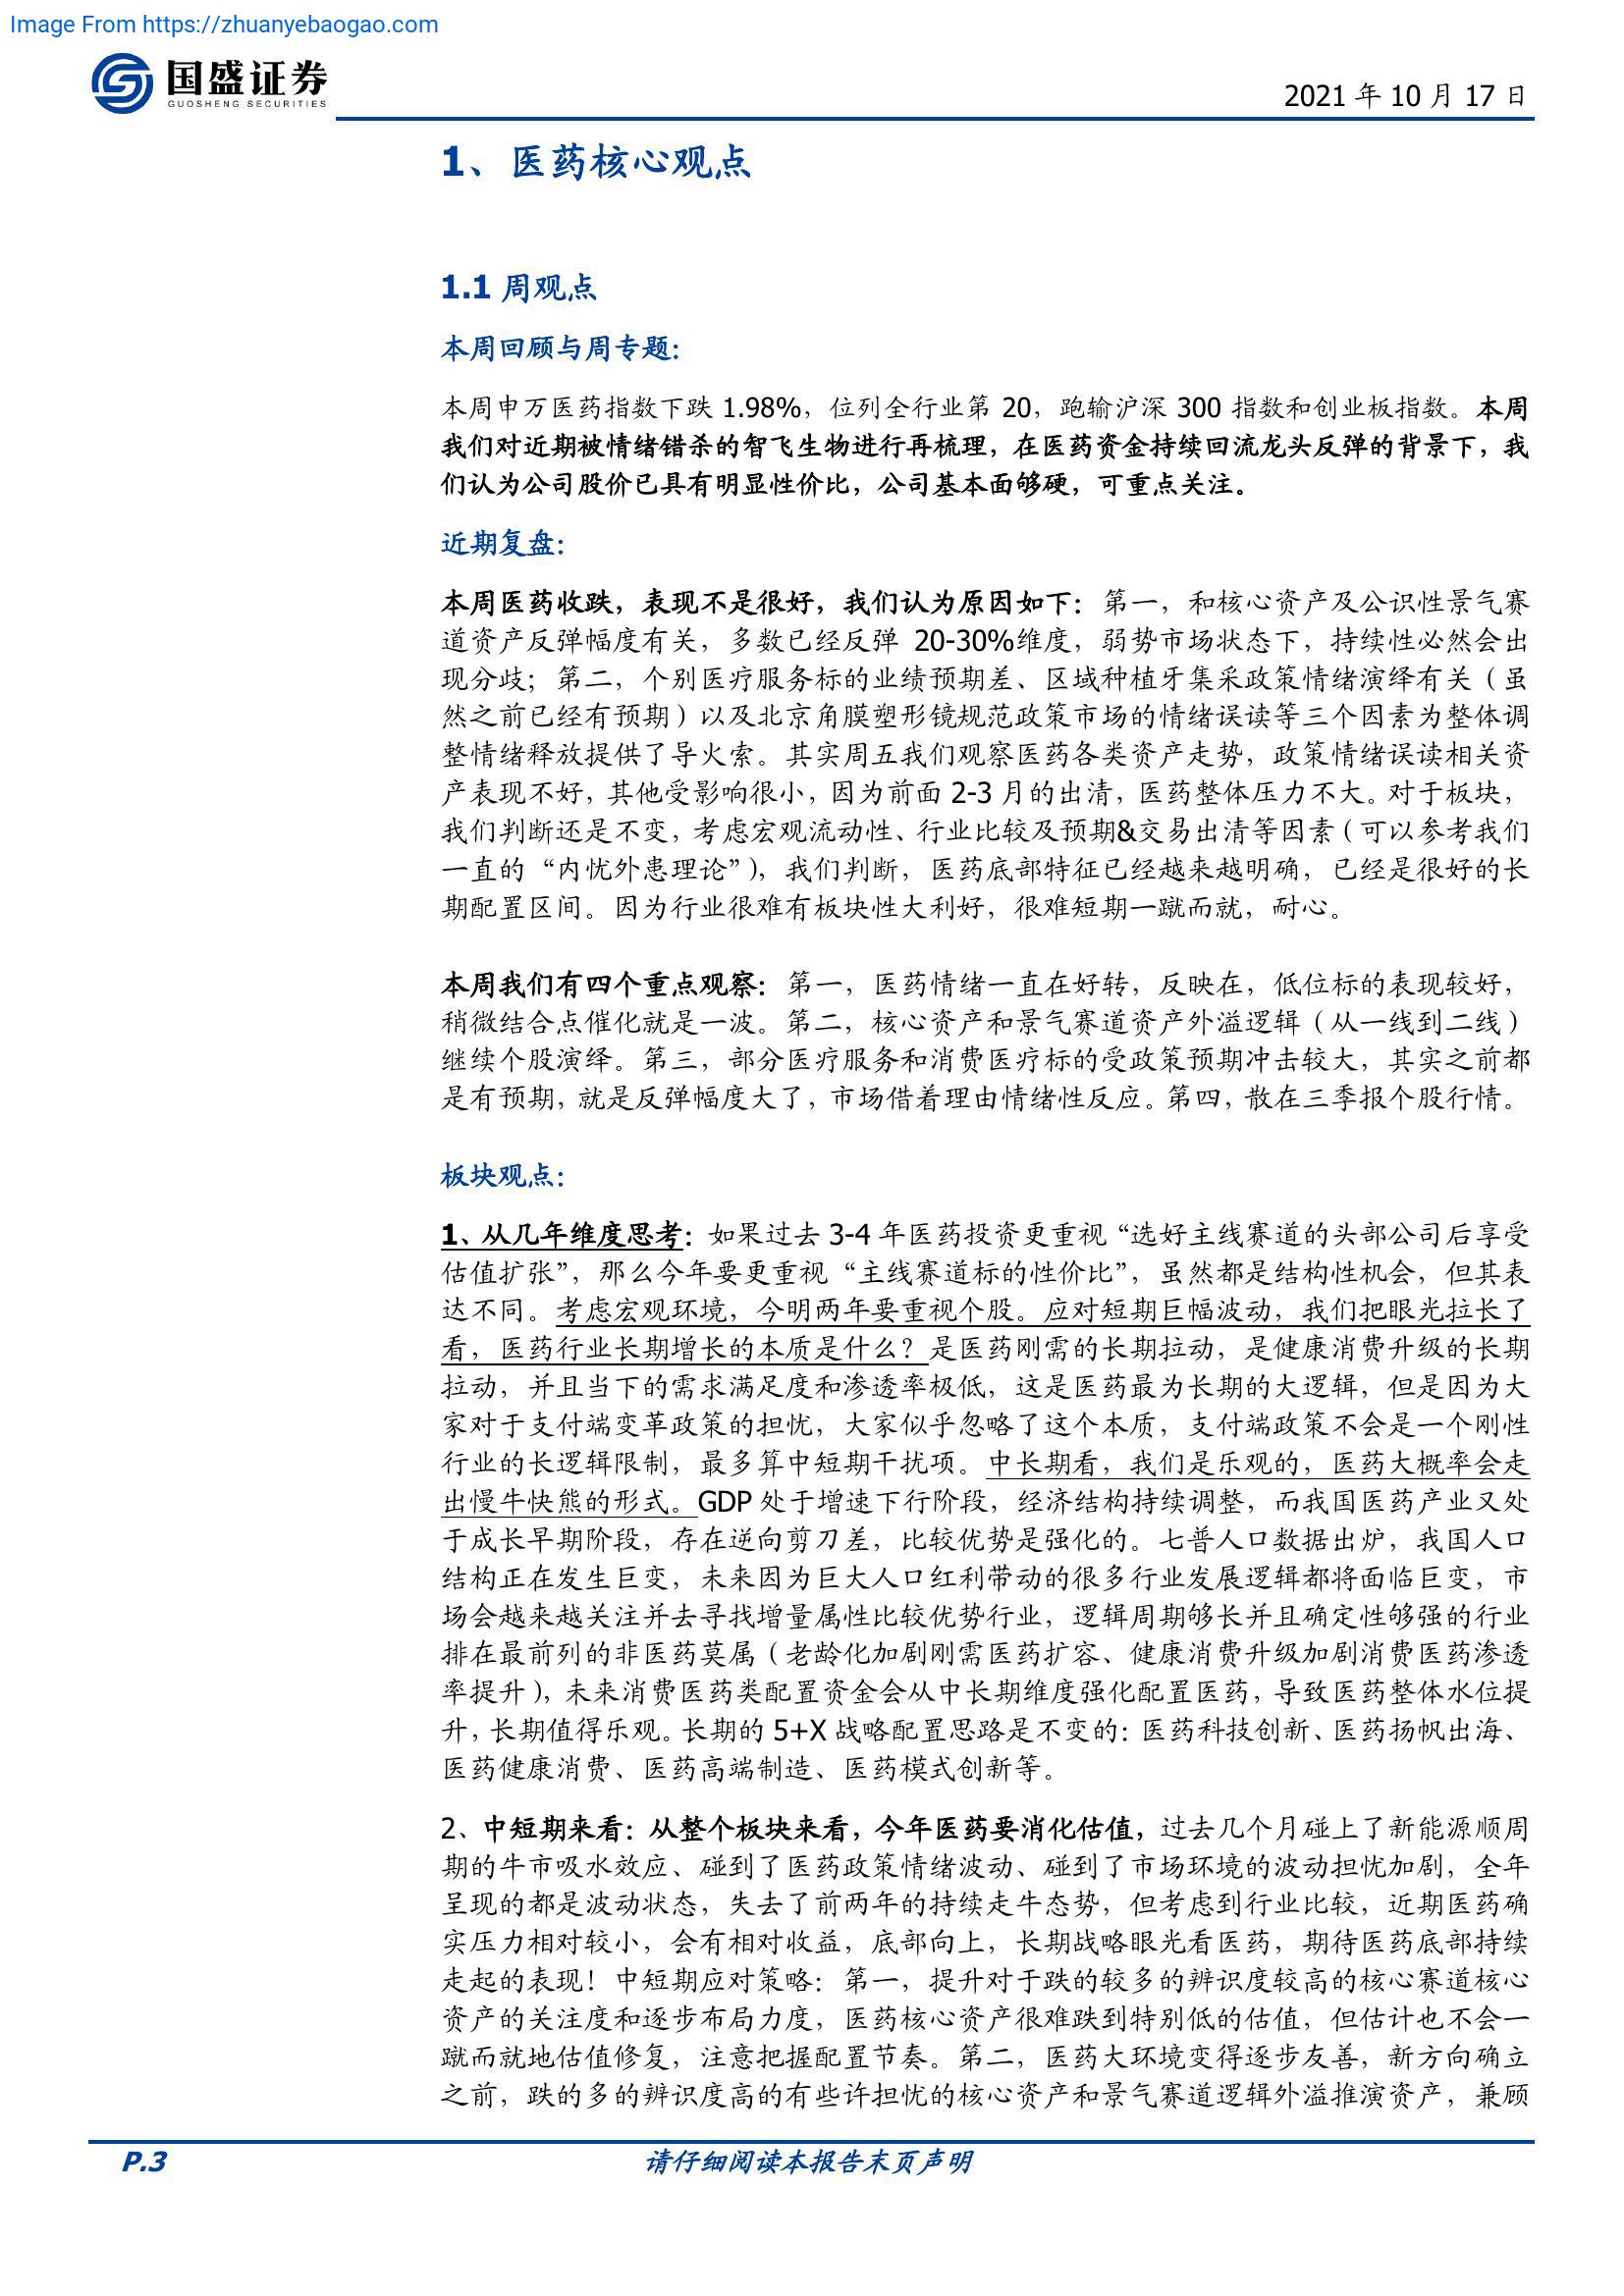 Image From https://zhuanyebaogao.com
国盛证券
GUOSHENG SECURITIES
2021 年 10 月 17 日
1、医药核心观点
1.1 周观点
本周回顾与周专题：
本周申万医药指数下跌 1.98%，位列全行业第 20，跑输沪深 300 指数和创业板指数。本周
我们对近期被情绪错杀的智飞生物进行再梳理，在医药资金持续回流龙头反弹的背景下，我
们认为公司股价已具有明显性价比，公司基本面够硬，可重点关注。
近期复盘：
本周医药收跌，表现不是很好，我们认为原因如下：第一，和核心资产及公识性景气赛
道资产反弹幅度有关，多数已经反弹 20-30%维度，弱势市场状态下，持续性必然会出
现分歧；第二，个别医疗服务标的业绩预期差、区域种植牙集采政策情绪演绎有关（虽
然之前已经有预期）以及北京角膜塑形镜规范政策市场的情绪误读等三个因素为整体调
整情绪释放提供了导火索。其实周五我们观察医药各类资产走势，政策情绪误读相关资
产表现不好，其他受影响很小，因为前面 2-3 月的出清，医药整体压力不大。对于板块，
我们判断还是不变，考虑宏观流动性、行业比较及预期&交易出清等因素（可以参考我们
一直的“内忧外患理论”），我们判断，医药底部特征已经越来越明确，已经是很好的长
期配置区间。因为行业很难有板块性大利好，很难短期一蹴而就，耐心。
本周我们有四个重点观察：第一，医药情绪一直在好转，反映在，低位标的表现较好，
稍微结合点催化就是一波。第二，核心资产和景气赛道资产外溢逻辑（从一线到二线）
继续个股演绎。第三，部分医疗服务和消费医疗标的受政策预期冲击较大，其实之前都
是有预期，就是反弹幅度大了，市场借着理由情绪性反应。第四，散在三季报个股行情。
板块观点：
1、从几年维度思考：如果过去 3-4 年医药投资更重视“选好主线赛道的头部公司后享受
估值扩张”，那么今年要更重视“主线赛道标的性价比”，虽然都是结构性机会，但其表
达不同。考虑宏观环境，今明两年要重视个股。应对短期巨幅波动，我们把眼光拉长了
看，医药行业长期增长的本质是什么？是医药刚需的长期拉动，是健康消费升级的长期
拉动，并且当下的需求满足度和渗透率极低，这是医药最为长期的大逻辑，但是因为大
家对于支付端变革政策的担忧，大家似乎忽略了这个本质，支付端政策不会是一个刚性
行业的长逻辑限制，最多算中短期干扰项。中长期看，我们是乐观的，医药大概率会走
出慢牛快熊的形式。GDP 处于增速下行阶段，经济结构持续调整，而我国医药产业又处
于成长早期阶段，存在逆向剪刀差，比较优势是强化的。七普人口数据出炉，我国人口
结构正在发生巨变，未来因为巨大人口红利带动的很多行业发展逻辑都将面临巨变，市
场会越来越关注并去寻找增量属性比较优势行业，逻辑周期够长并且确定性够强的行业
排在最前列的非医药莫属（老龄化加剧刚需医药扩容、健康消费升级加剧消费医药渗透
率提升），未来消费医药类配置资金会从中长期维度强化配置医药，导致医药整体水位提
升，长期值得乐观。长期的 5+X 战略配置思路是不变的：医药科技创新、医药扬帆出海、
医药健康消费、医药高端制造、医药模式创新等。
2、中短期来看：从整个板块来看，今年医药要消化估值，过去几个月碰上了新能源顺周
期的牛市吸水效应、碰到了医药政策情绪波动、碰到了市场环境的波动担忧加剧，全年
呈现的都是波动状态，失去了前两年的持续走牛态势，但考虑到行业比较，近期医药确
实压力相对较小，会有相对收益，底部向上，长期战略眼光看医药，期待医药底部持续
走起的表现！中短期应对策略：第一，提升对于跌的较多的辨识度较高的核心赛道核心
资产的关注度和逐步布局力度，医药核心资产很难跌到特别低的估值，但估计也不会一
蹴而就地估值修复，注意把握配置节奏。第二，医药大环境变得逐步友善，新方向确立
之前，跌的多的辨识度高的有些许担忧的核心资产和景气赛道逻辑外溢推演资产，兼顾
P.3
请仔细阅读本报告末页声明